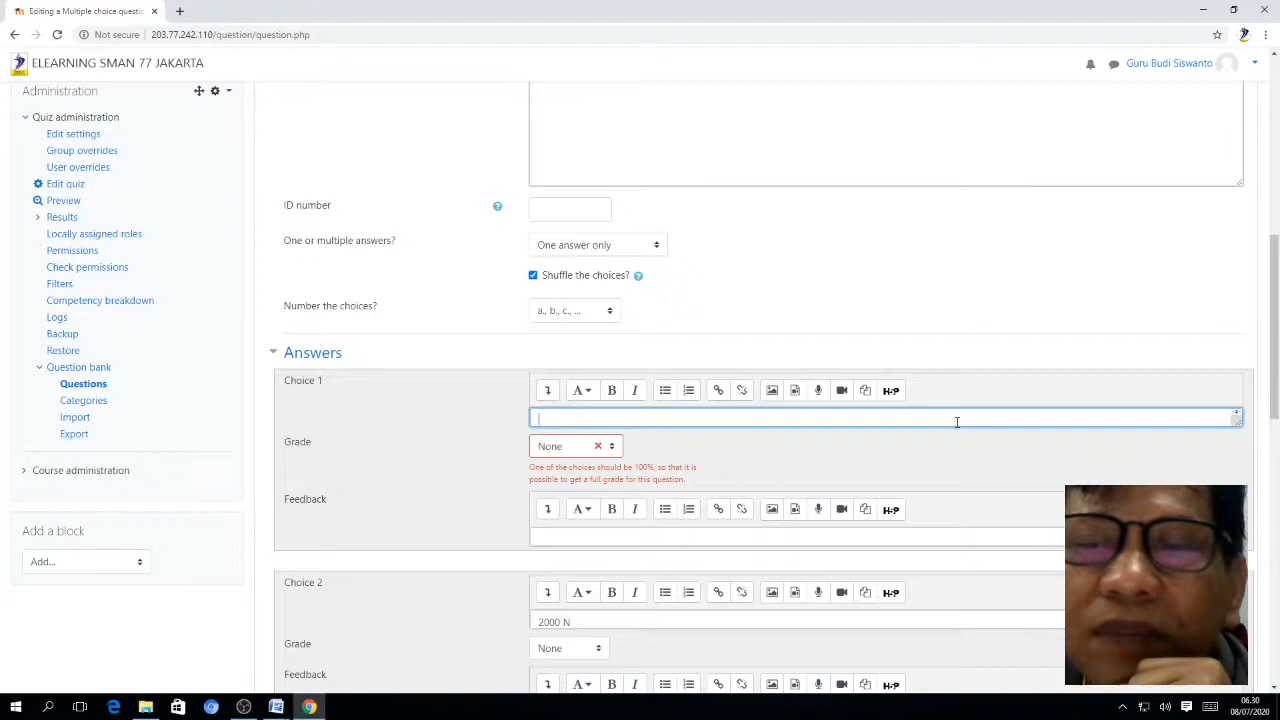 Editing a Multiple choice questio
Not secure | 203.77.242.110/question/question.php
ELEARNING SMAN 77 JAKARTA
Guru Budi Siswanto
Administration
Quiz administration
Edit settings
Group overrides
User overrides
Edit quiz
Preview
Results
Locally assigned roles
Permissions
Check permissions
Filters
Competency breakdown
Logs
Backup
Restore
Question bank
Questions
Categories
Import
Export
Course administration
Add a block
Add...
ID number
One or multiple answers?
One answer only
Shuffle the choices?
Number the choices?
a., b., c., ...
Answers
Choice 1
A B I H-P
Grade
None
One of the choices should be 100%, so that it is
possible to get a full grade for this question.
Feedback
A B I H-P
Choice 2
A B I H-P
2000 N
Grade
None
Feedback
A B I H-P
06.30
08/07/2020